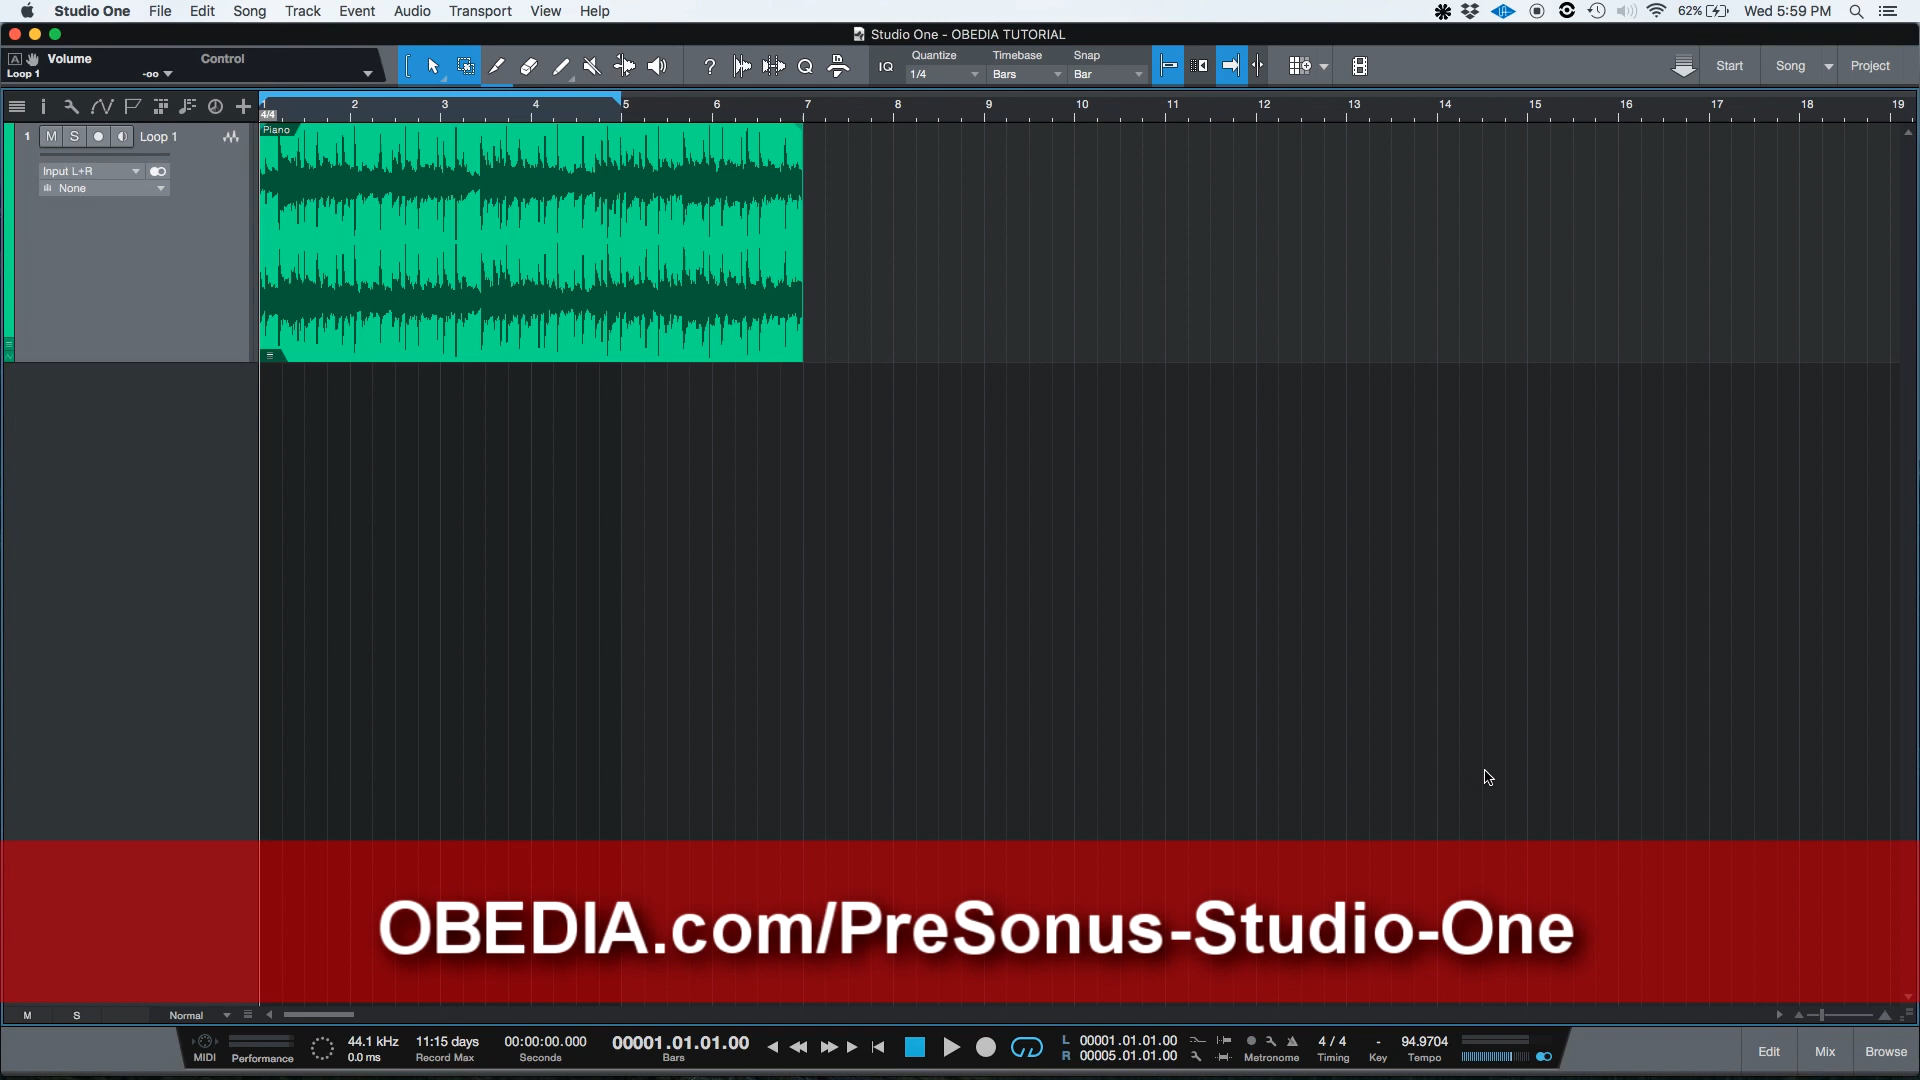 Studio One File Edit Song Track Event Audio Transport View Help 62% Wed 5:59 PM
Studio One - OBEDIA TUTORIAL
A Volume Control
Loop 1 -oo
? Q IQ
Quantize Timebase Snap
1/4 Bars Bar
Start Song Project
1 2 3 4 5 6 7 8 9 10 11 12 13 14 15 16 17 18 19
4/4
1 M S Loop 1
Piano
Input L+R
None
OBEDIA.com/PreSonus-Studio-One
M S Normal
MIDI Performance
44.1 kHz 11:15 days 00:00:00.000 00001.01.01.00
0.0 ms Record Max Seconds Bars
L 00001.01.01.00
R 00005.01.01.00
Metronome
4 / 4 - 94.9704
Timing Key Tempo
Edit Mix Browse